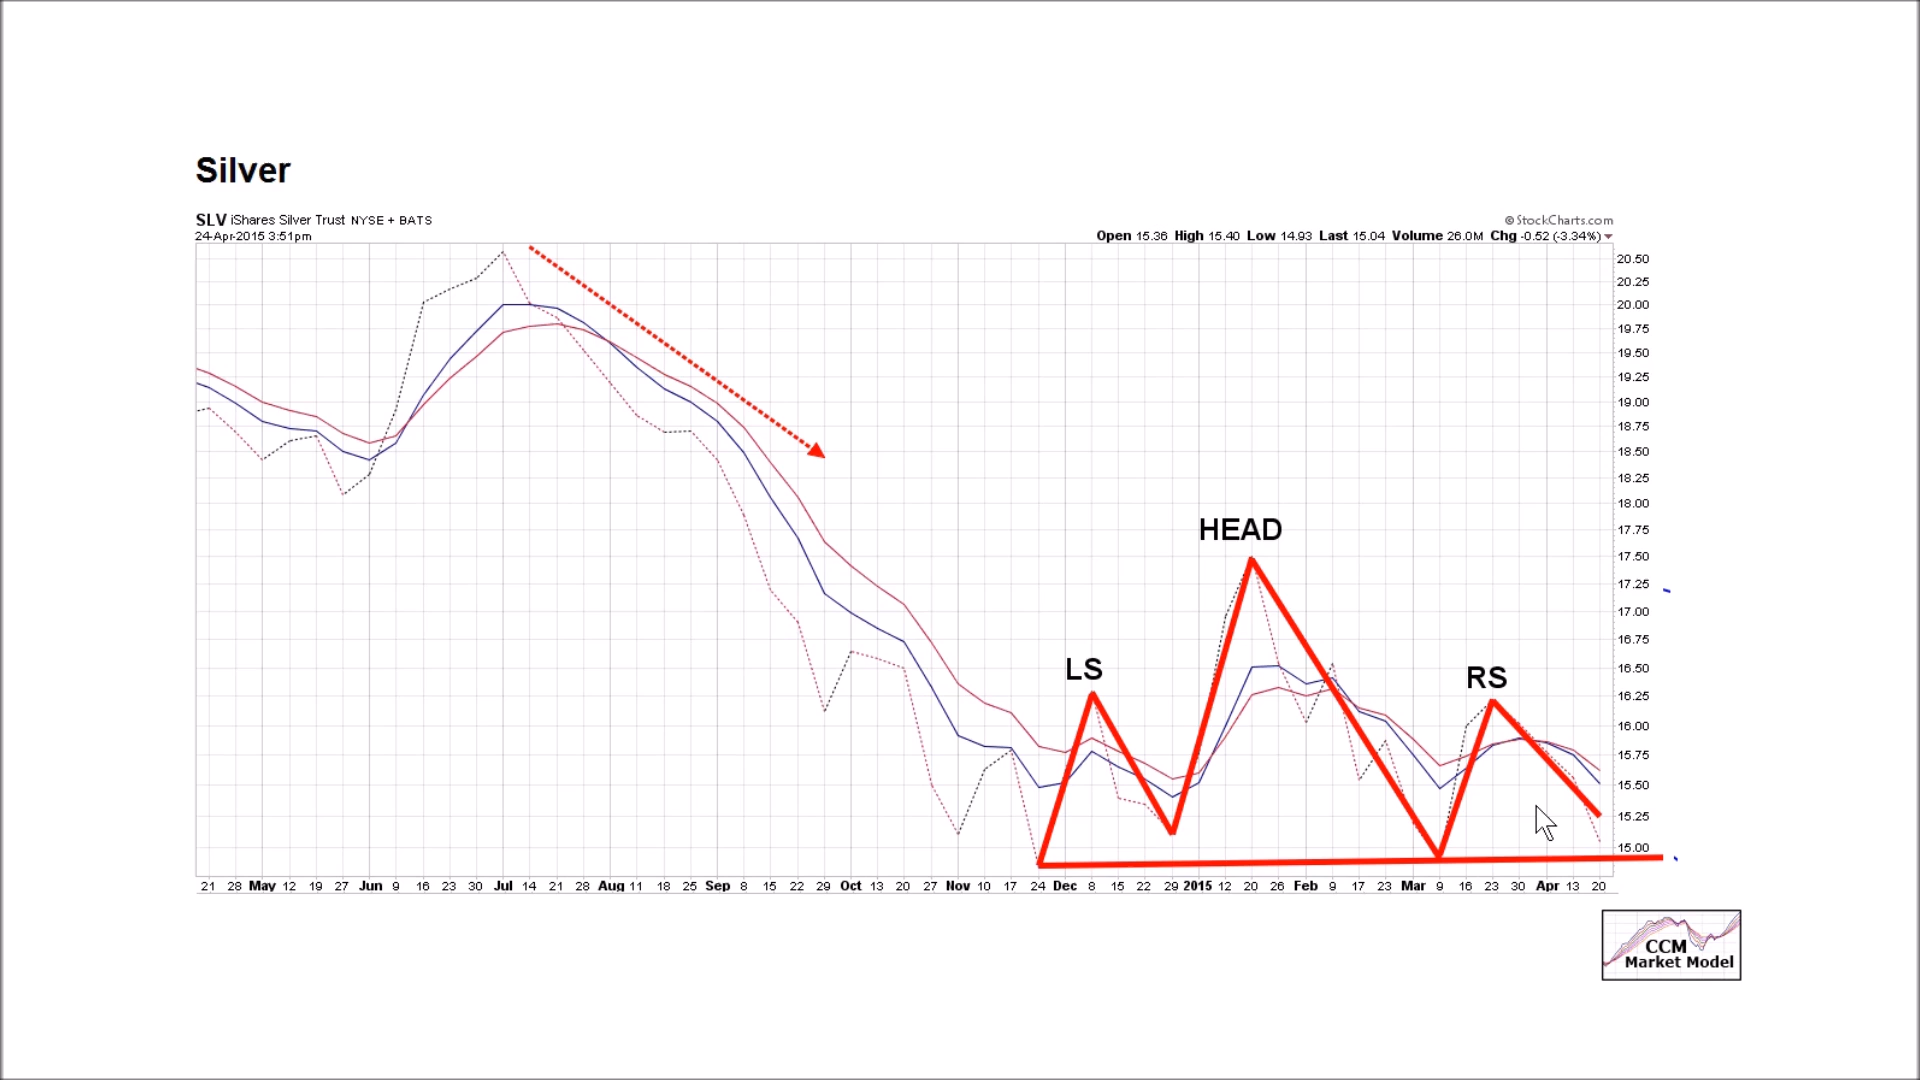 Silver
SLV iShares Silver Trust NYSE + BATS
© StockCharts.com
24-Apr-2015 3:51pm
Open 15.36 High 15.40 Low 14.93 Last 15.04 Volume 26.0M Chg -0.52 (-3.34%)
20.50
20.25
20.00
19.75
19.50
19.25
19.00
18.75
18.50
18.25
18.00
17.75
17.50
17.25
17.00
16.75
16.50
16.25
16.00
15.75
15.50
15.25
15.00
HEAD
LS
RS
21 28 May 12 19 27 Jun 9 16 23 30 Jul 14 21 28 Aug 11 18 25 Sep 8 15 22 29 Oct 13 20 27 Nov 10 17 24 Dec 8 15 22 29 2015 12 20 26 Feb 9 17 23 Mar 9 16 23 30 Apr 13 20
CCM
Market Model